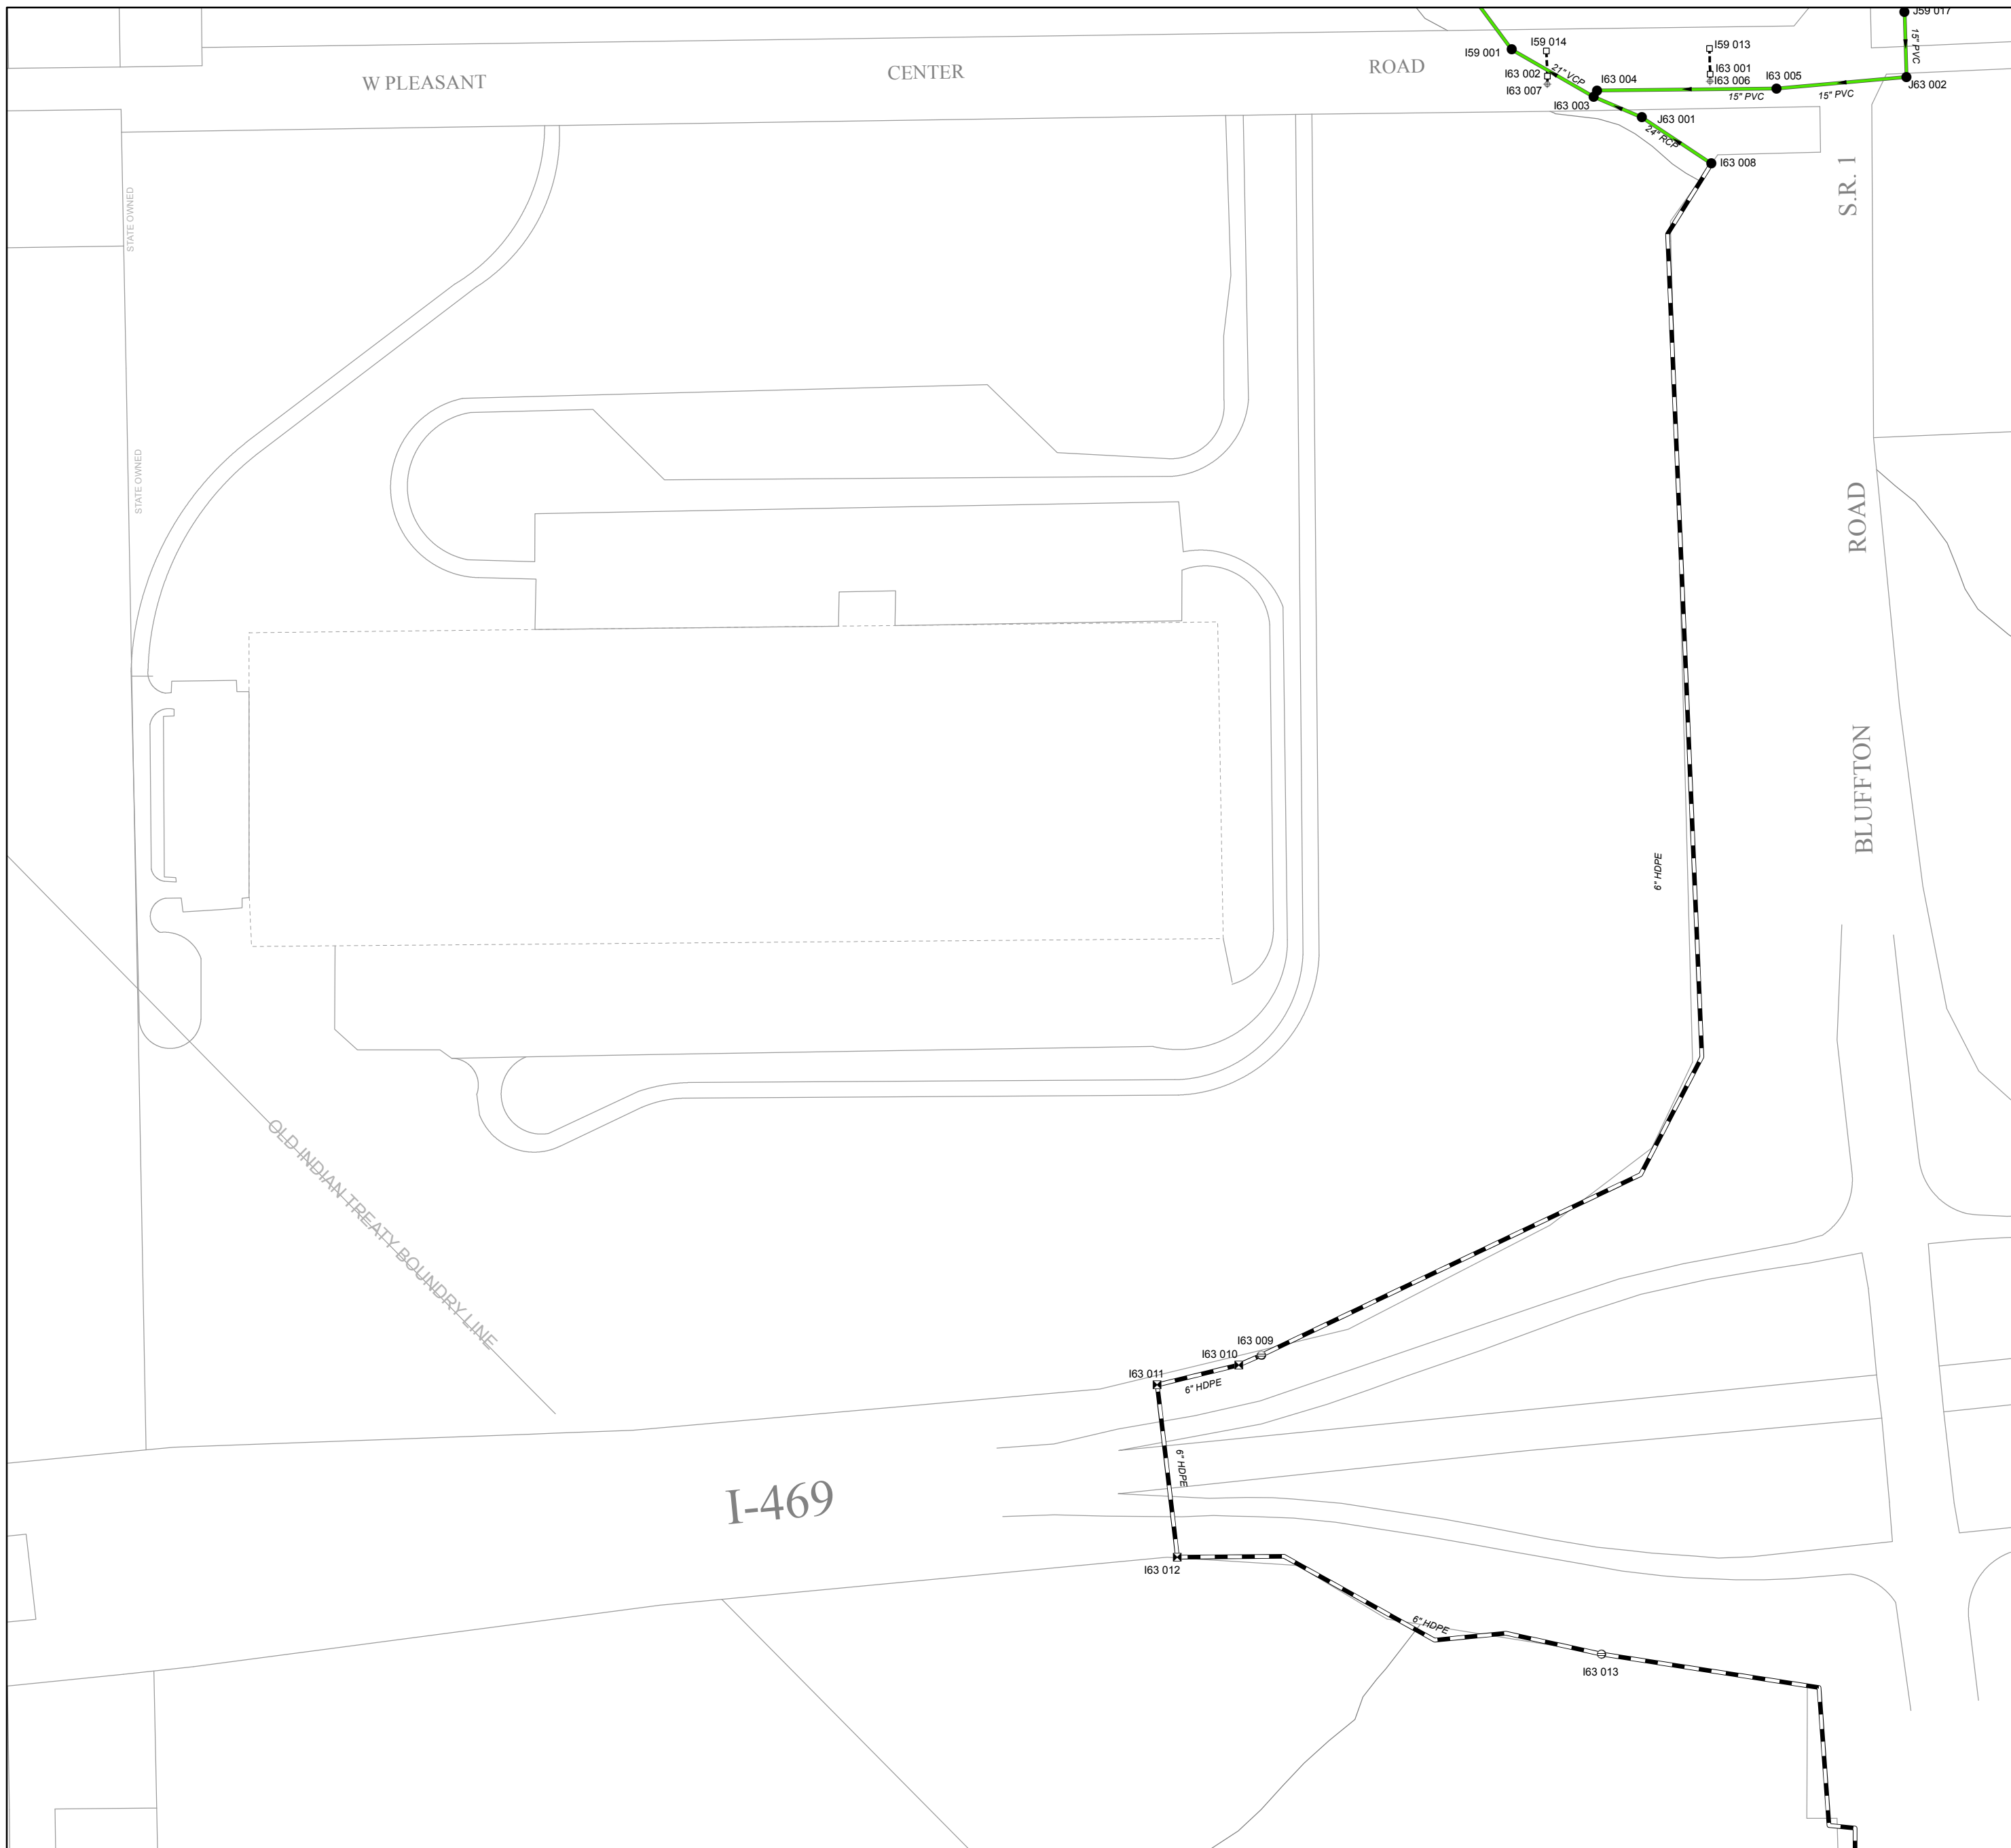 J59 017
15" PVC
I59 001
I59 014
I59 013
W PLEASANT
CENTER
ROAD
21" VCP
I63 002
I63 007
I63 003
I63 004
I63 001
I63 006
I63 005
15" PVC
15" PVC
J63 002
J63 001
24" RCP
I63 008
S.R. 1
STATE OWNED
STATE OWNED
ROAD
BLUFFTON
6" HDPE
OLD INDIAN TREATY BOUNDRY LINE
I63 009
I63 010
I63 011
6" HDPE
6" HDPE
I-469
I63 012
6" HDPE
I63 013